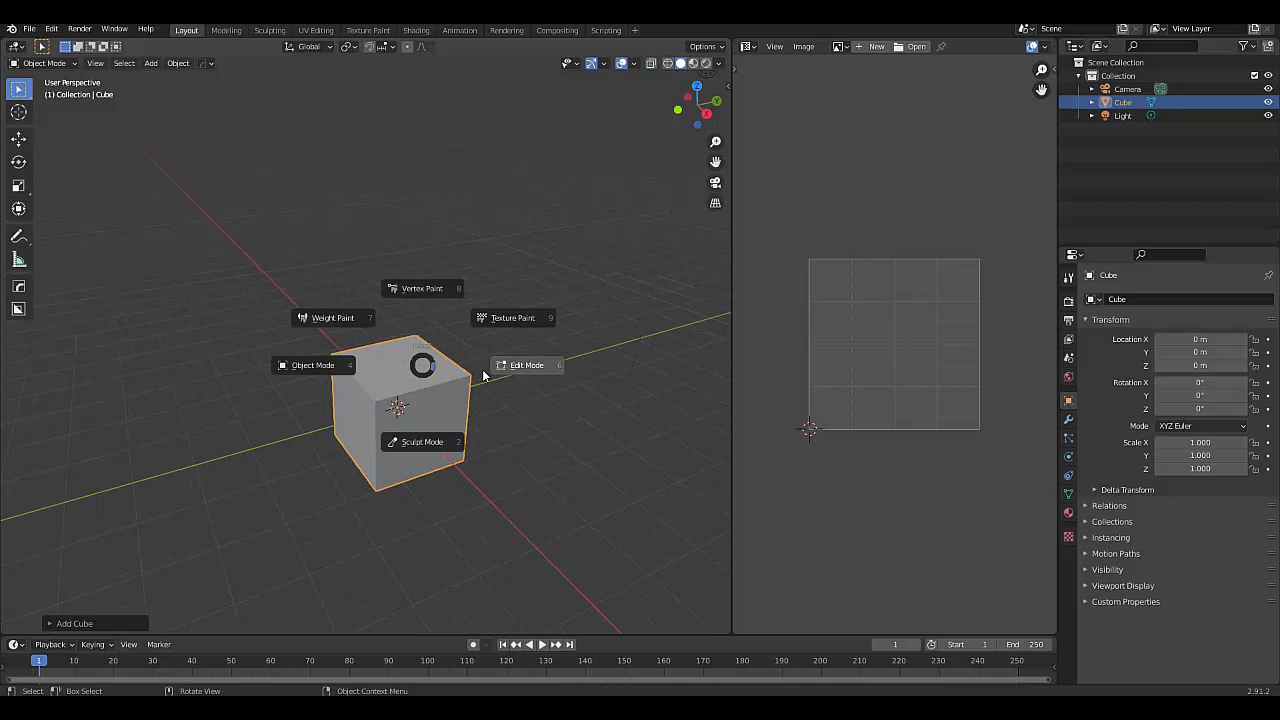 File Edit Render Window Help Layout Modeling Sculpting UV Editing Texture Paint Shading Animation Rendering Compositing Scripting + Scene View Layer
Global Options View Image New Open
Object Mode View Select Add Object
User Perspective
(1) Collection | Cube
Scene Collection
Collection
Camera
Cube
Light
Z
Y
X
Vertex Paint 8
Weight Paint 7
Texture Paint 9
Object Mode 4
Edit Mode 6
Sculpt Mode 2
Cube
Cube
Transform
Location X 0 m
Y 0 m
Z 0 m
Rotation X 0°
Y 0°
Z 0°
Mode XYZ Euler
Scale X 1.000
Y 1.000
Z 1.000
Delta Transform
Relations
Collections
Instancing
Motion Paths
Visibility
Viewport Display
Custom Properties
Add Cube
Playback Keying View Marker 1 Start 1 End 250
1 10 20 30 40 50 60 70 80 90 100 110 120 130 140 150 160 170 180 190 200 210 220 230 240 250
Select Box Select Rotate View Object Context Menu 2.91.2